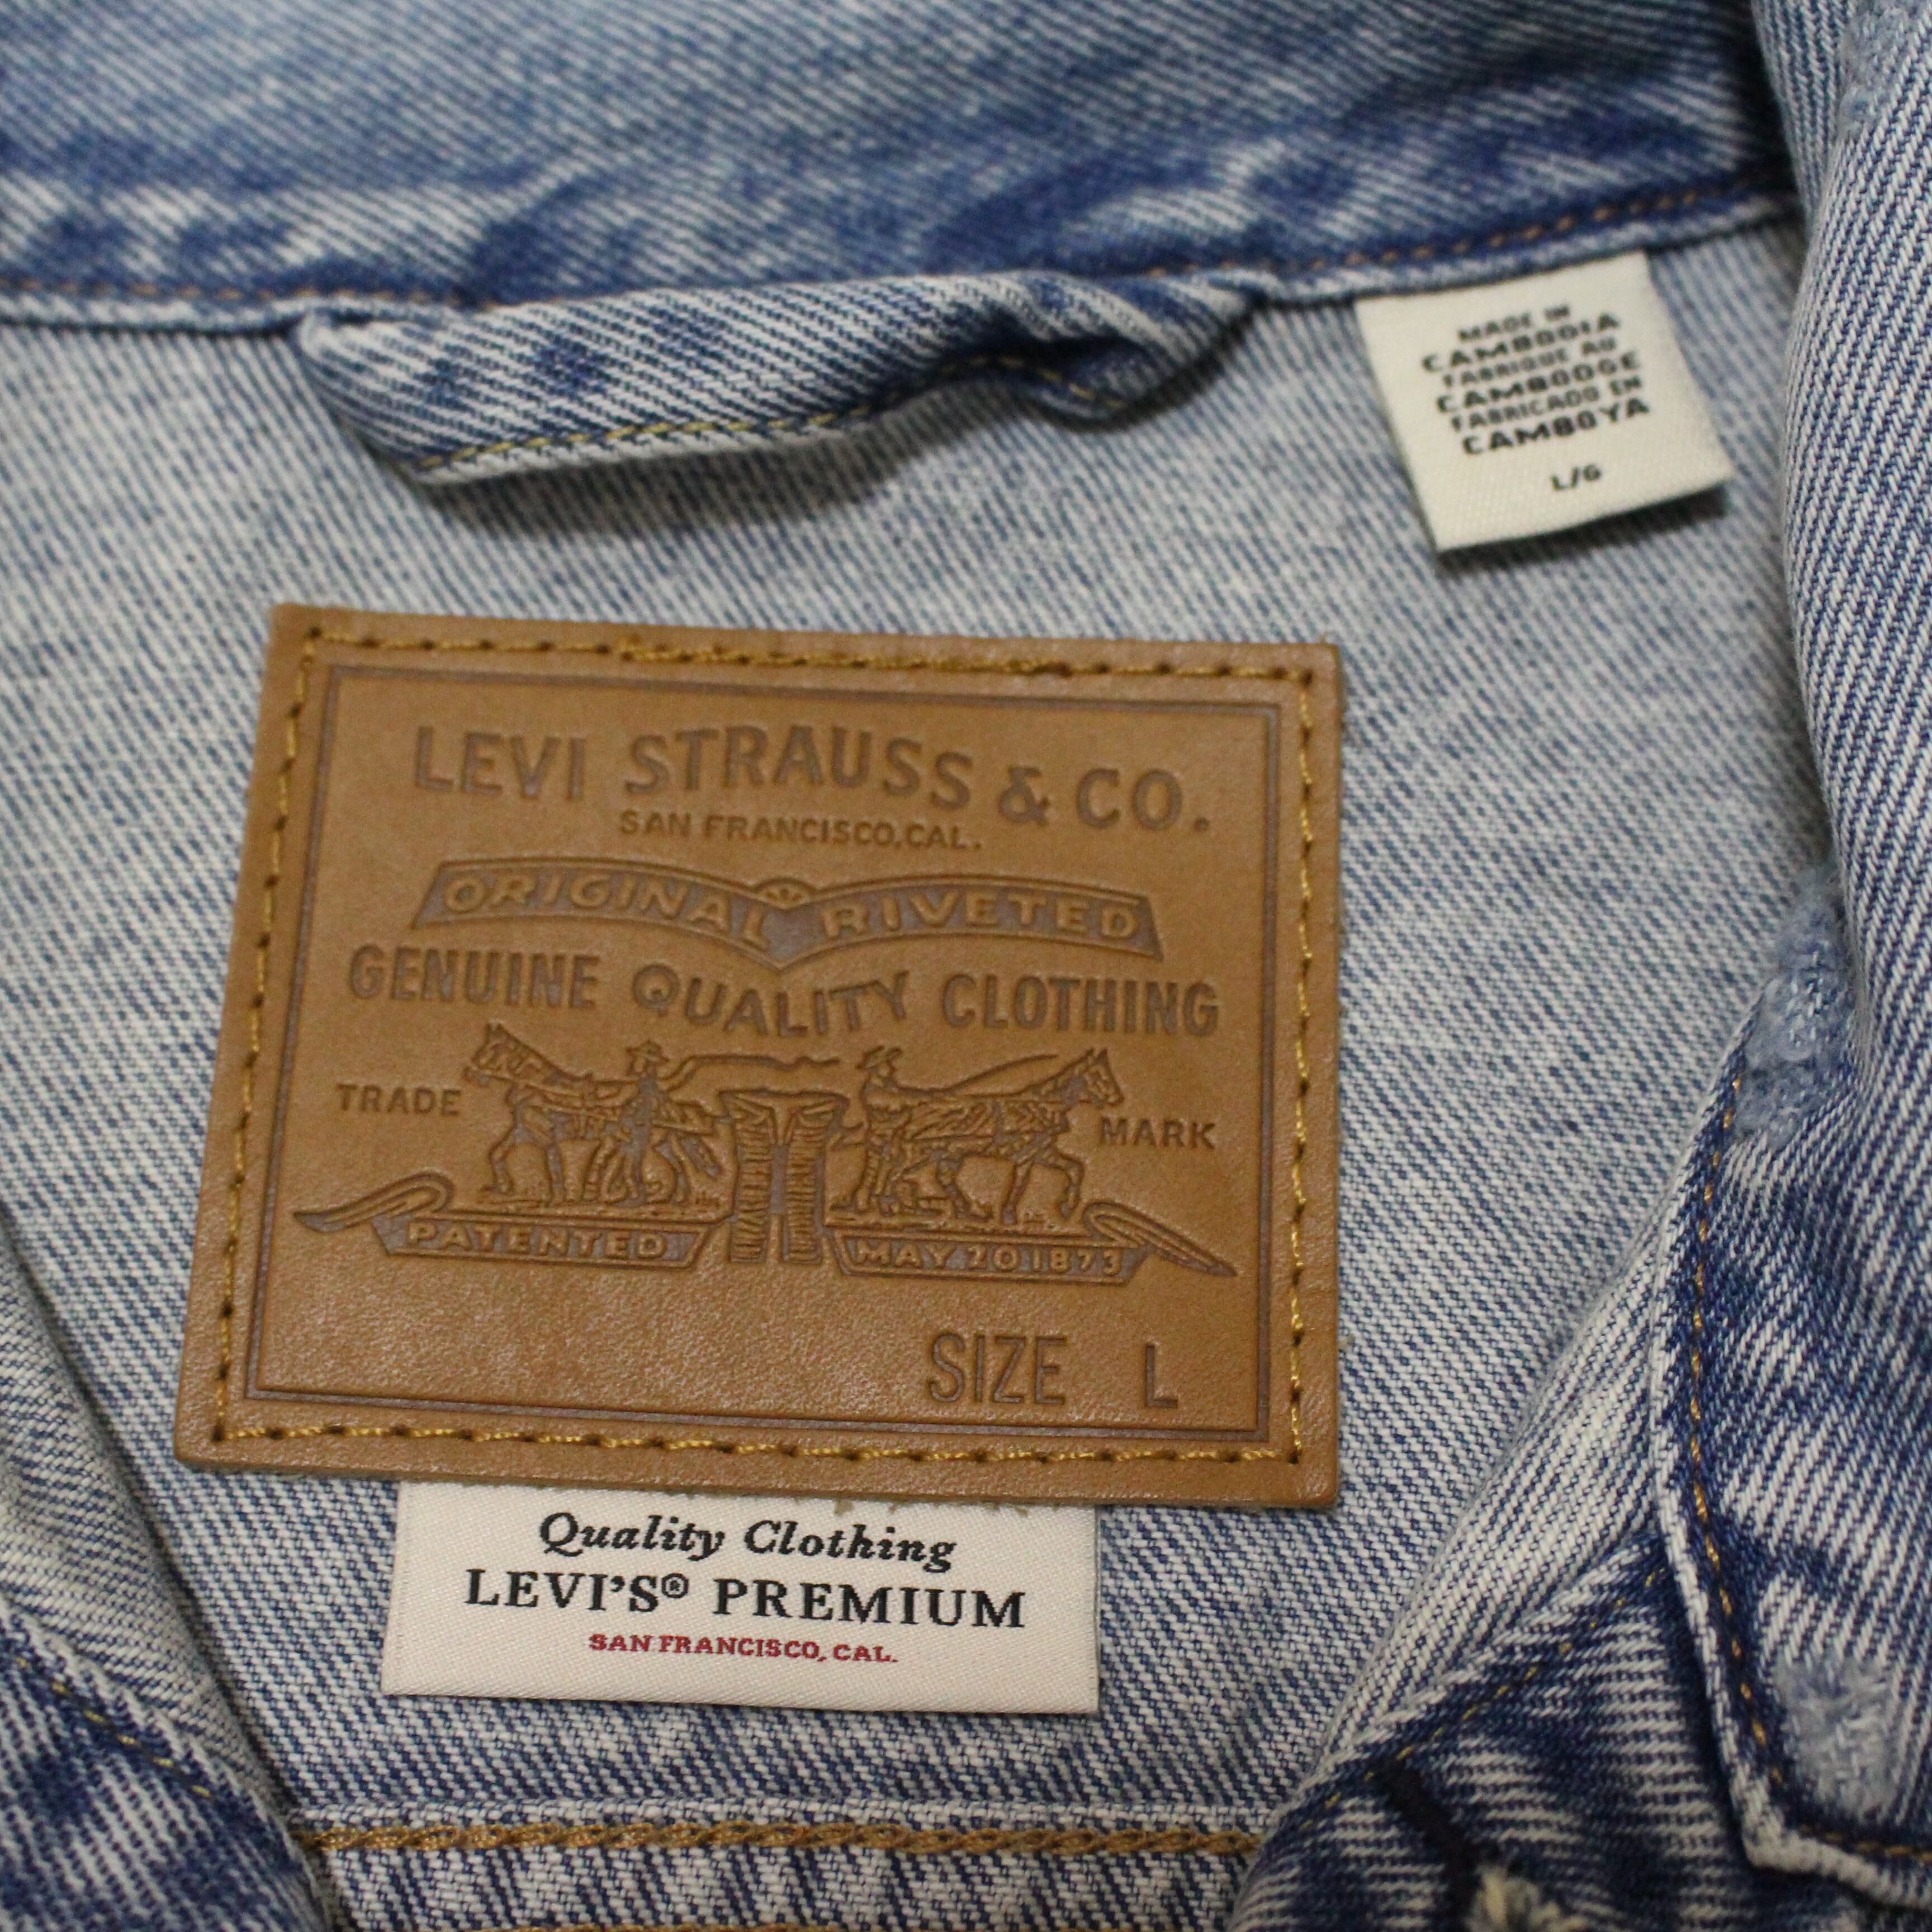 MADE IN
CAMBODIA
FABRIQUE AU
CAMBODGE
FABRICADO EN
CAMBOYA
L/G
LEVI STRAUSS & CO.
SAN FRANCISCO, CAL.
ORIGINAL RIVETED
GENUINE QUALITY CLOTHING
TRADE MARK
PATENTED MAY 20 1873
SIZE L
Quality Clothing
LEVI'S® PREMIUM
SAN FRANCISCO, CAL.